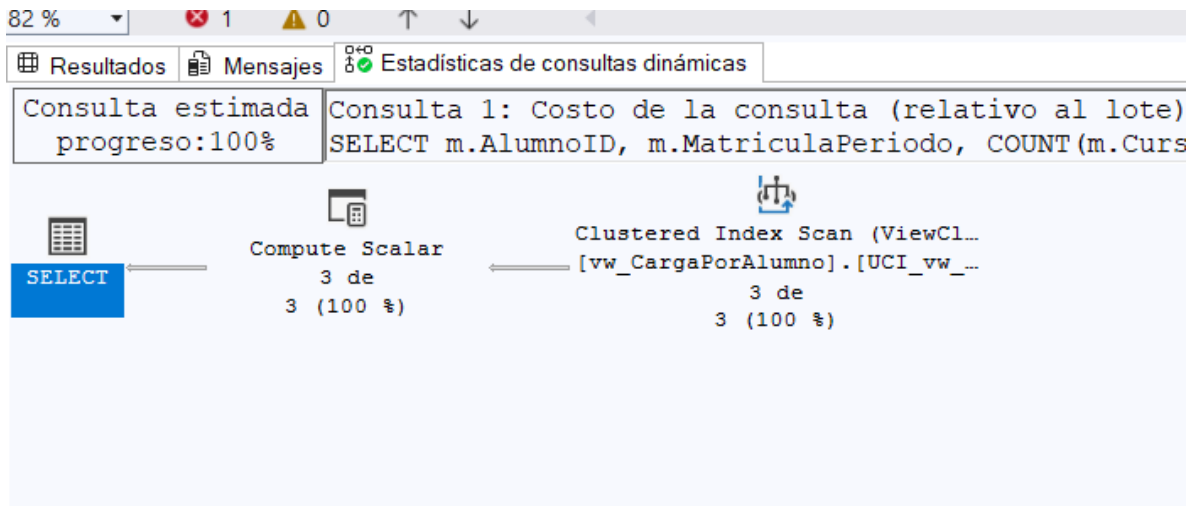 82 %
1
0
Resultados
Mensajes
Estadísticas de consultas dinámicas
Consulta estimada
progreso:100%
Consulta 1: Costo de la consulta (relativo al lote)
SELECT m.AlumnoID, m.MatriculaPeriodo, COUNT(m.Curs
SELECT
Compute Scalar
3 de
3 (100 %)
Clustered Index Scan (ViewCl…
[vw_CargaPorAlumno].[UCI_vw_…
3 de
3 (100 %)